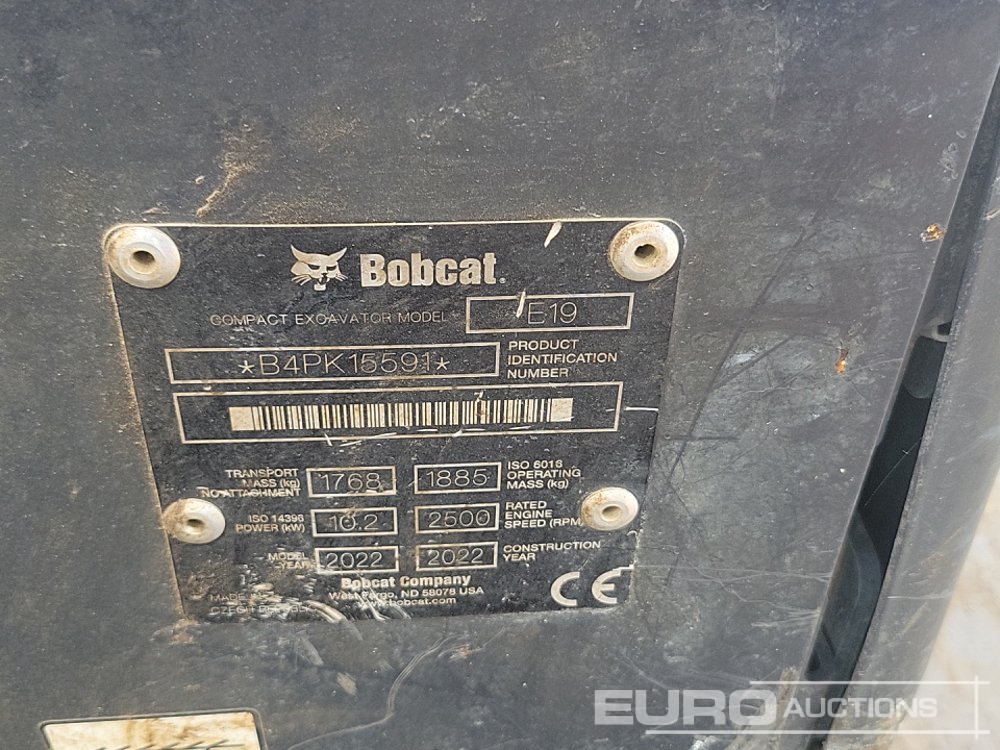 Bobcat®
COMPACT EXCAVATOR MODEL E19
*B4PK15591* PRODUCT IDENTIFICATION NUMBER
TRANSPORT MASS (kg) NO ATTACHMENT 1768
1885 ISO 6016 OPERATING MASS (kg)
ISO 14396 POWER (kW) 10.2
2500 RATED ENGINE SPEED (RPM)
MODEL YEAR 2022
2022 CONSTRUCTION YEAR
Bobcat Company
West Fargo, ND 58078 USA
www.bobcat.com
MADE
CZECH
CE
EURO AUCTIONS